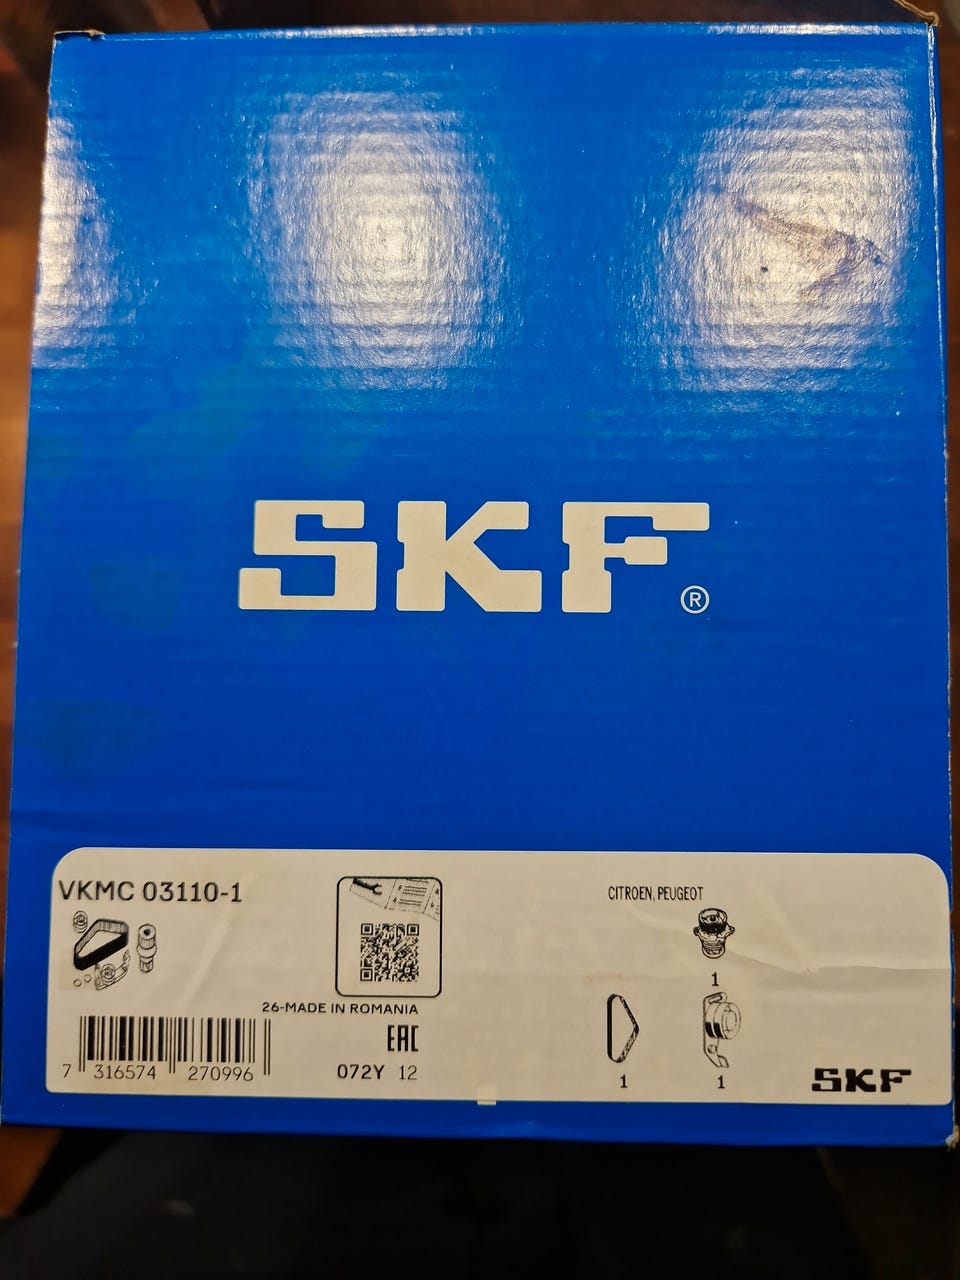 SKF®
VKMC 03110-1
CITROEN, PEUGEOT
1
26-MADE IN ROMANIA
EAC
7 316574 270996
072Y 12
1
1
SKF